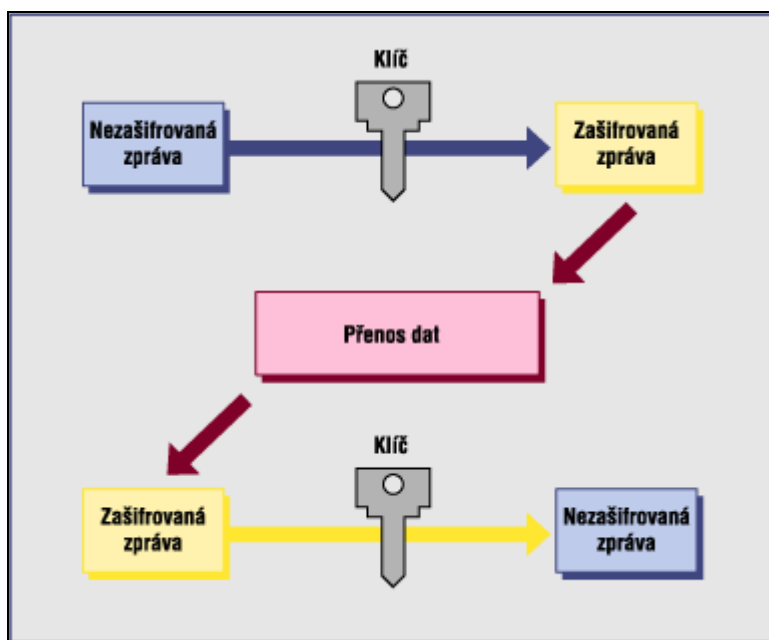 Klíč
Nezašifrovaná
zpráva
Zašifrovaná
zpráva
Přenos dat
Klíč
Zašifrovaná
zpráva
Nezašifrovaná
zpráva